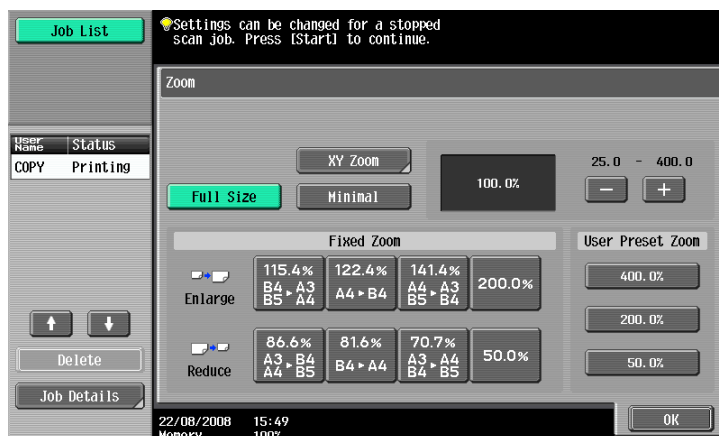 Job List
Settings can be changed for a stopped
scan job. Press [Start] to continue.
Zoom
User Name Status
COPY Printing
XY Zoom
Full Size
Minimal
100.0%
25.0 - 400.0
− +
Fixed Zoom
User Preset Zoom
Enlarge
115.4%
B4▸A3
B5▸A4
122.4%
A4▸B4
141.4%
A4▸A3
B5▸B4
200.0%
400.0%
200.0%
50.0%
Reduce
86.6%
A3▸B4
A4▸B5
81.6%
B4▸A4
70.7%
A3▸A4
B4▸B5
50.0%
Delete
Job Details
22/08/2008 15:49
Memory 100%
OK